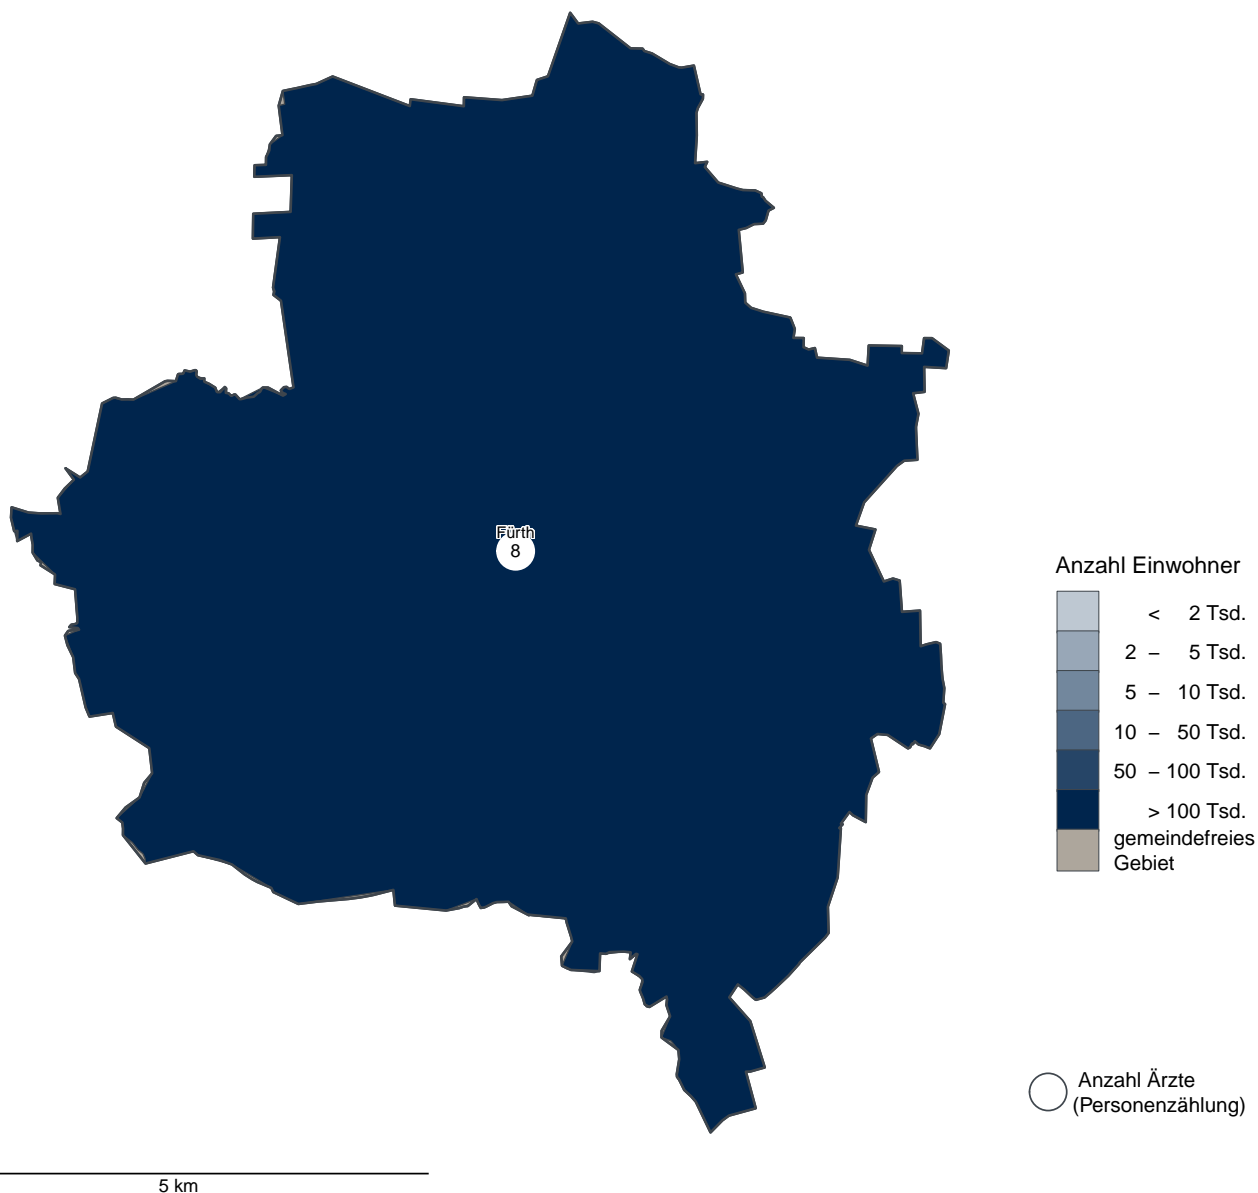 Fürth
8
Anzahl Einwohner
< 2 Tsd.
2 – 5 Tsd.
5 – 10 Tsd.
10 – 50 Tsd.
50 – 100 Tsd.
> 100 Tsd.
gemeindefreies
Gebiet
Anzahl Ärzte
(Personenzählung)
5 km